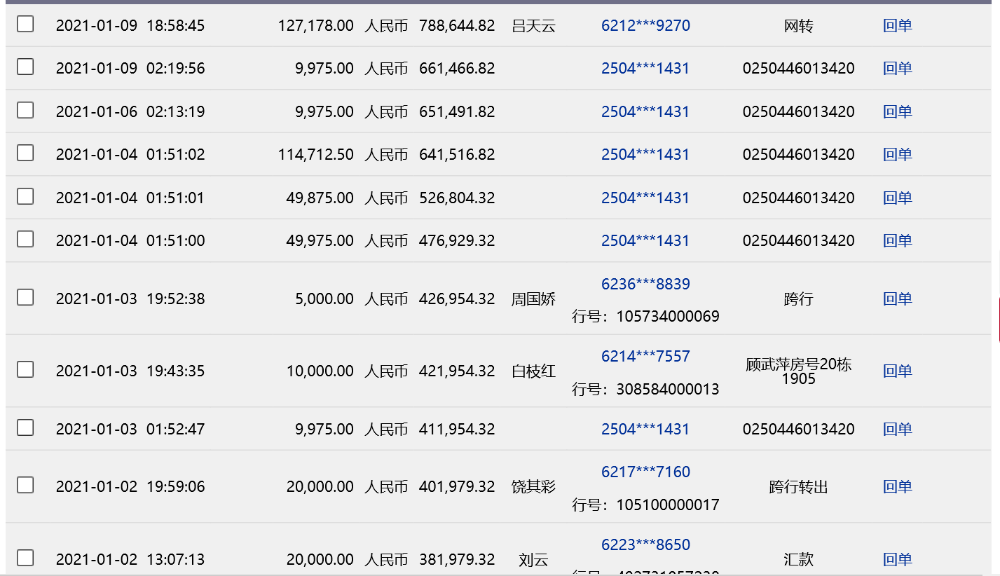 2021-01-09 18:58:45 127,178.00 人民币 788,644.82 吕天云 6212***9270 网转 回单
2021-01-09 02:19:56 9,975.00 人民币 661,466.82 2504***1431 0250446013420 回单
2021-01-06 02:13:19 9,975.00 人民币 651,491.82 2504***1431 0250446013420 回单
2021-01-04 01:51:02 114,712.50 人民币 641,516.82 2504***1431 0250446013420 回单
2021-01-04 01:51:01 49,875.00 人民币 526,804.32 2504***1431 0250446013420 回单
2021-01-04 01:51:00 49,975.00 人民币 476,929.32 2504***1431 0250446013420 回单
6236***8839
2021-01-03 19:52:38 5,000.00 人民币 426,954.32 周国娇 跨行 回单
行号：105734000069
6214***7557
顾武萍房号20栋
2021-01-03 19:43:35 10,000.00 人民币 421,954.32 白枝红 回单
1905
行号：308584000013
2021-01-03 01:52:47 9,975.00 人民币 411,954.32 2504***1431 0250446013420 回单
6217***7160
2021-01-02 19:59:06 20,000.00 人民币 401,979.32 饶其彩 跨行转出 回单
行号：105100000017
6223***8650
2021-01-02 13:07:13 20,000.00 人民币 381,979.32 刘云 汇款 回单